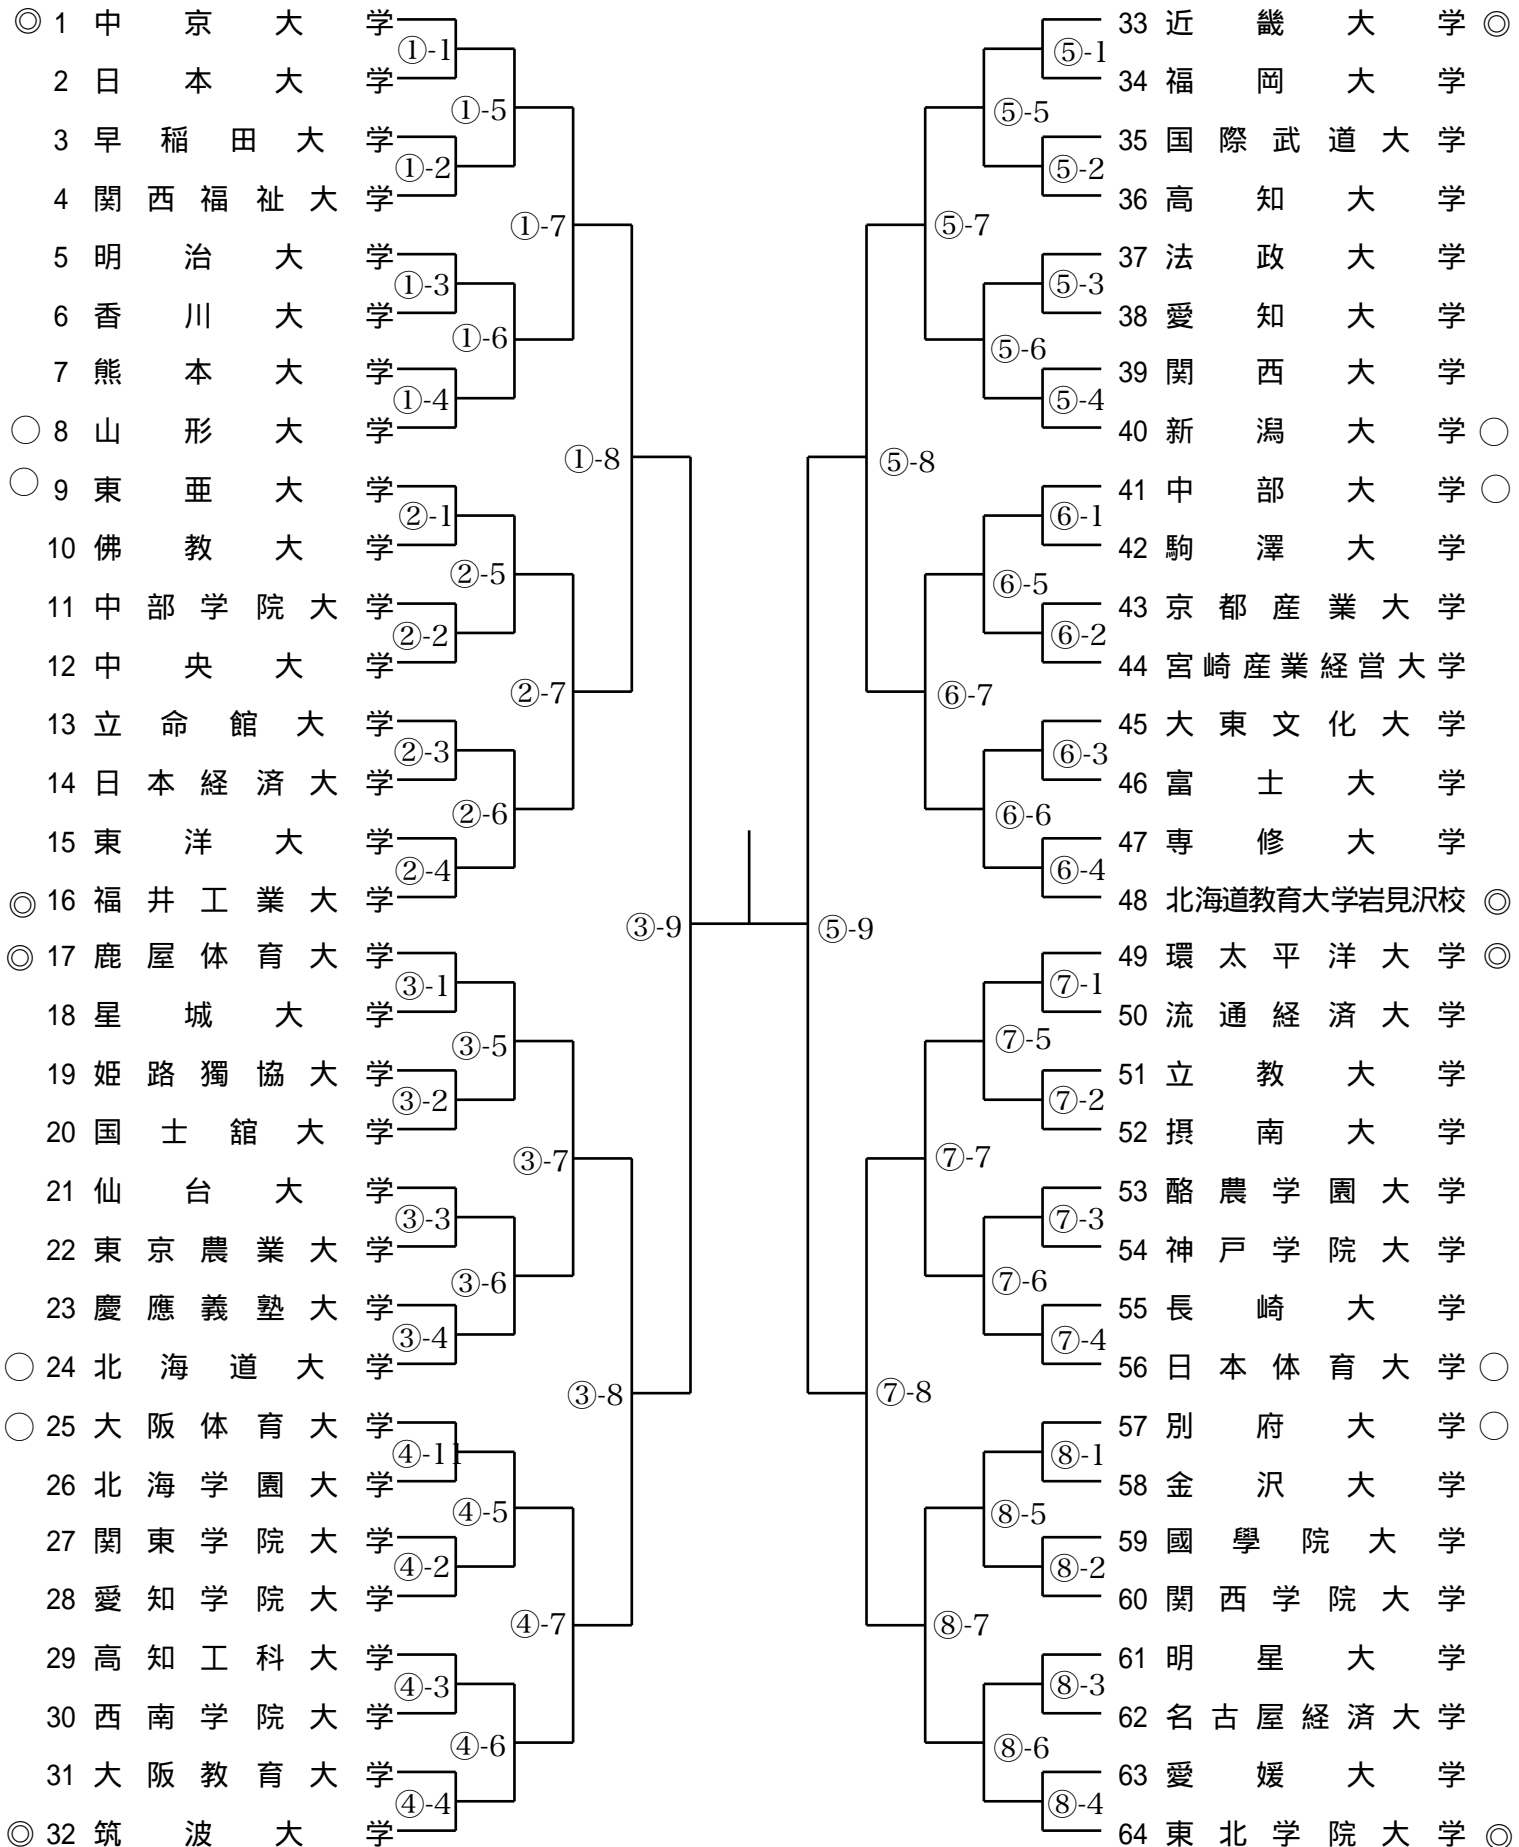 ◎ 1 中京大学
2 日本大学
3 早稲田大学
4 関西福祉大学
5 明治大学
6 香川大学
7 熊本大学
○ 8 山形大学
○ 9 東亜大学
10 佛教大学
11 中部学院大学
12 中央大学
13 立命館大学
14 日本経済大学
15 東洋大学
◎ 16 福井工業大学
◎ 17 鹿屋体育大学
18 星城大学
19 姫路獨協大学
20 国士舘大学
21 仙台大学
22 東京農業大学
23 慶應義塾大学
○ 24 北海道大学
○ 25 大阪体育大学
26 北海学園大学
27 関東学院大学
28 愛知学院大学
29 高知工科大学
30 西南学院大学
31 大阪教育大学
◎ 32 筑波大学
①-1
①-5
①-2
①-7
①-3
①-6
①-4
①-8
②-1
②-5
②-2
②-7
②-3
②-6
②-4
③-9
③-1
③-5
③-2
③-7
③-3
③-6
③-4
③-8
④-11
④-5
④-2
④-7
④-3
④-6
④-4
⑤-1
⑤-5
⑤-2
⑤-7
⑤-3
⑤-6
⑤-4
⑤-8
⑥-1
⑥-5
⑥-2
⑥-7
⑥-3
⑥-6
⑥-4
⑤-9
⑦-1
⑦-5
⑦-2
⑦-7
⑦-3
⑦-6
⑦-4
⑦-8
⑧-1
⑧-5
⑧-2
⑧-7
⑧-3
⑧-6
⑧-4
33 近畿大学 ◎
34 福岡大学
35 国際武道大学
36 高知大学
37 法政大学
38 愛知大学
39 関西大学
40 新潟大学 ○
41 中部大学 ○
42 駒澤大学
43 京都産業大学
44 宮崎産業経営大学
45 大東文化大学
46 富士大学
47 専修大学
48 北海道教育大学岩見沢校 ◎
49 環太平洋大学 ◎
50 流通経済大学
51 立教大学
52 摂南大学
53 酪農学園大学
54 神戸学院大学
55 長崎大学
56 日本体育大学 ○
57 別府大学 ○
58 金沢大学
59 國學院大学
60 関西学院大学
61 明星大学
62 名古屋経済大学
63 愛媛大学
64 東北学院大学 ◎